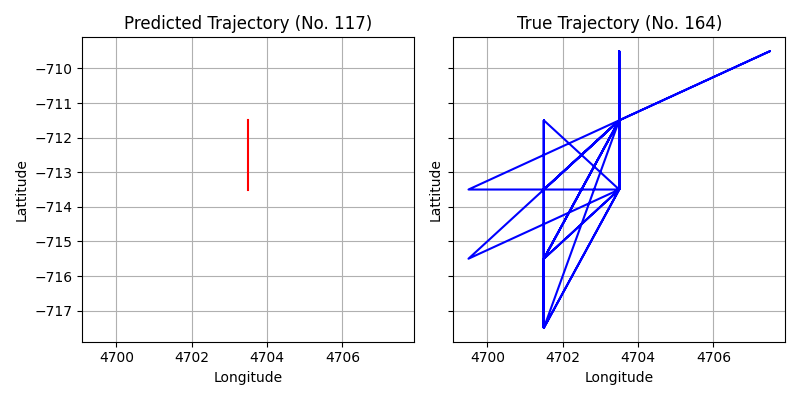 Predicted Trajectory (No. 117)
True Trajectory (No. 164)
−710
−711
−712
−713
−714
−715
−716
−717
Lattitude
Lattitude
4700 4702 4704 4706
4700 4702 4704 4706
Longitude
Longitude